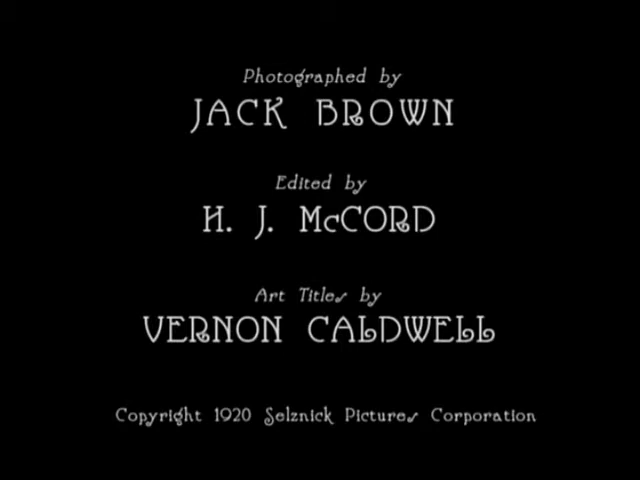 Photographed by
JACK BROWN
Edited by
H. J. McCORD
Art Titles by
VERNON CALDWELL
Copyright 1920 Selznick Pictures Corporation